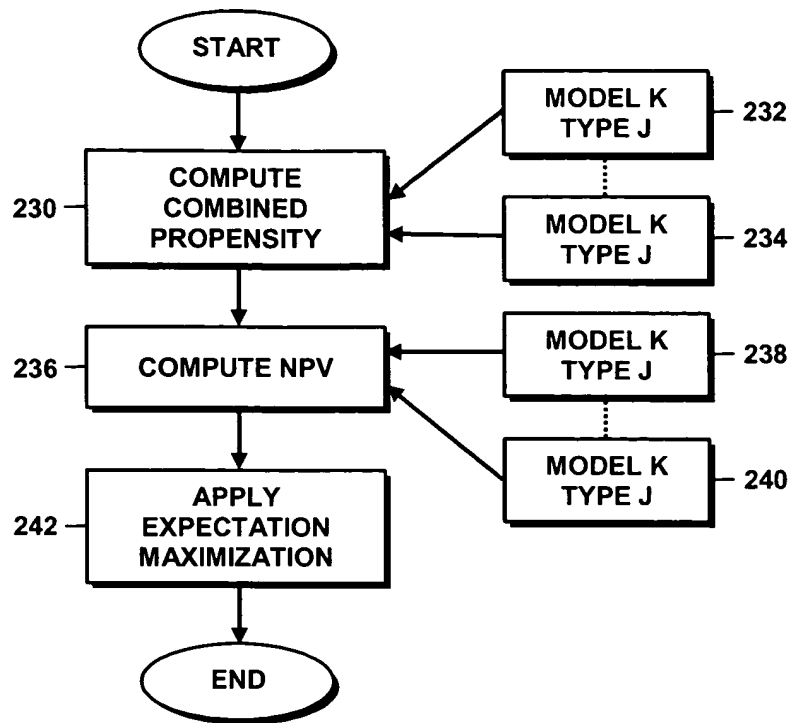 START
MODEL K
TYPE J
232
230
COMPUTE
COMBINED
PROPENSITY
MODEL K
TYPE J
234
236
COMPUTE NPV
MODEL K
TYPE J
238
MODEL K
TYPE J
240
242
APPLY
EXPECTATION
MAXIMIZATION
END